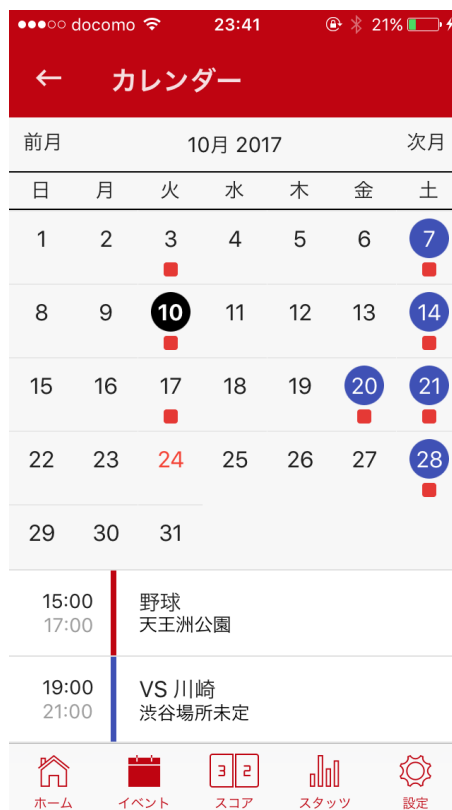 docomo 23:41 21%
← カレンダー
前月 10月 2017 次月
日 月 火 水 木 金 土
1 2 3 4 5 6 7
8 9 10 11 12 13 14
15 16 17 18 19 20 21
22 23 24 25 26 27 28
29 30 31
15:00 野球
17:00 天王洲公園
19:00 VS 川崎
21:00 渋谷場所未定
3 2
ホーム イベント スコア スタッツ 設定